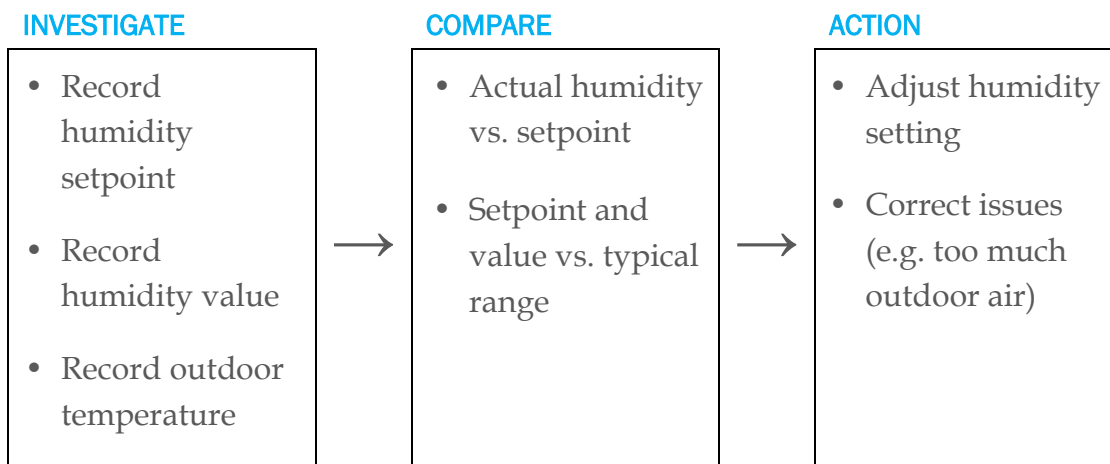 INVESTIGATE
• Record
humidity
setpoint
• Record
humidity value
• Record outdoor
temperature
→
COMPARE
• Actual humidity
vs. setpoint
• Setpoint and
value vs. typical
range
→
ACTION
• Adjust humidity
setting
• Correct issues
(e.g. too much
outdoor air)